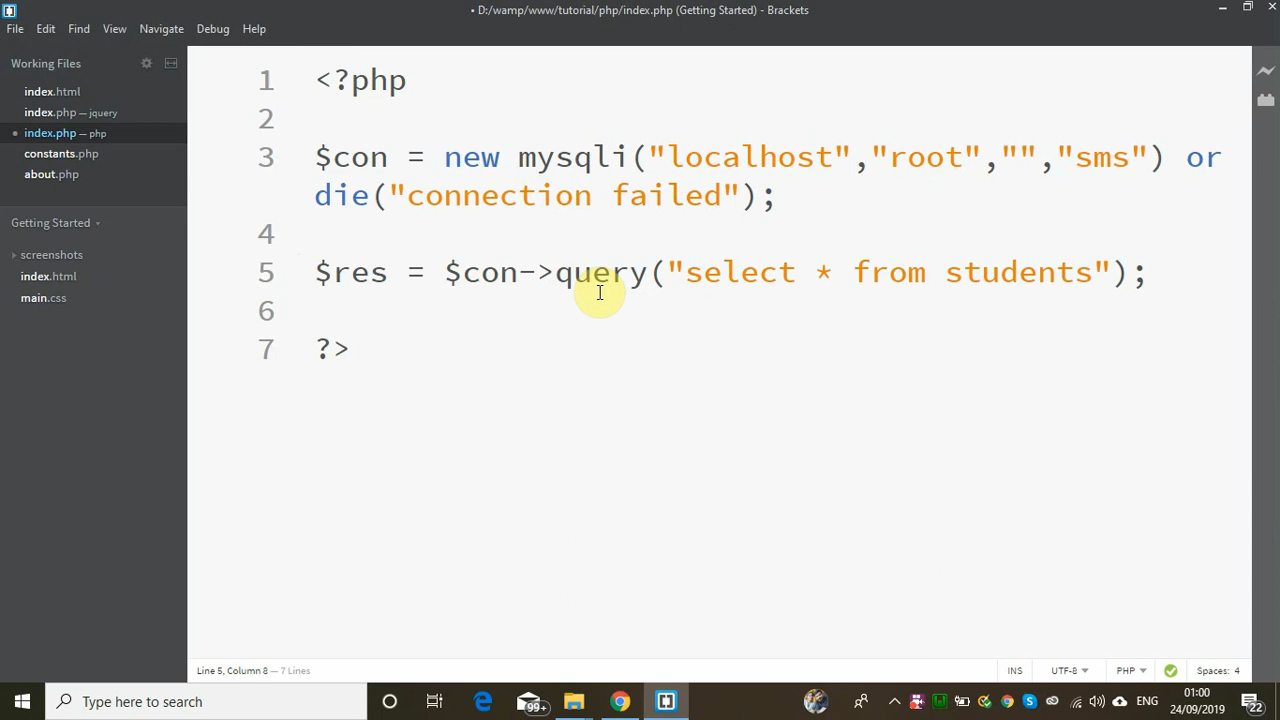 • D:/wamp/www/tutorial/php/index.php (Getting Started) - Brackets
File Edit Find View Navigate Debug Help
Working Files
index.html
index.php — jquery
index.php — php
constants.php
about.php
Getting Started
screenshots
index.html
main.css
1 <?php
2
3 $con = new mysqli("localhost","root","","sms") or
die("connection failed");
4
5 $res = $con->query("select * from students");
6
7 ?>
Line 5, Column 8 — 7 Lines
INS UTF-8 PHP Spaces: 4
Type here to search
99+
ENG
01:00
24/09/2019
22